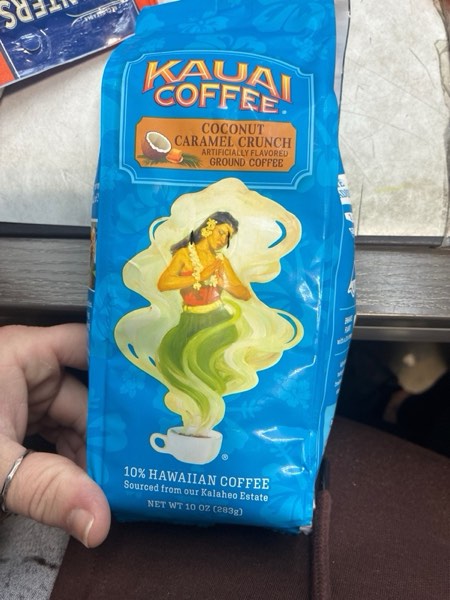 KAUAI
COFFEE®
COCONUT
CARAMEL CRUNCH
ARTIFICIALLY FLAVORED
GROUND COFFEE
®
10% HAWAIIAN COFFEE
Sourced from our Kalaheo Estate
NET WT 10 OZ (283g)